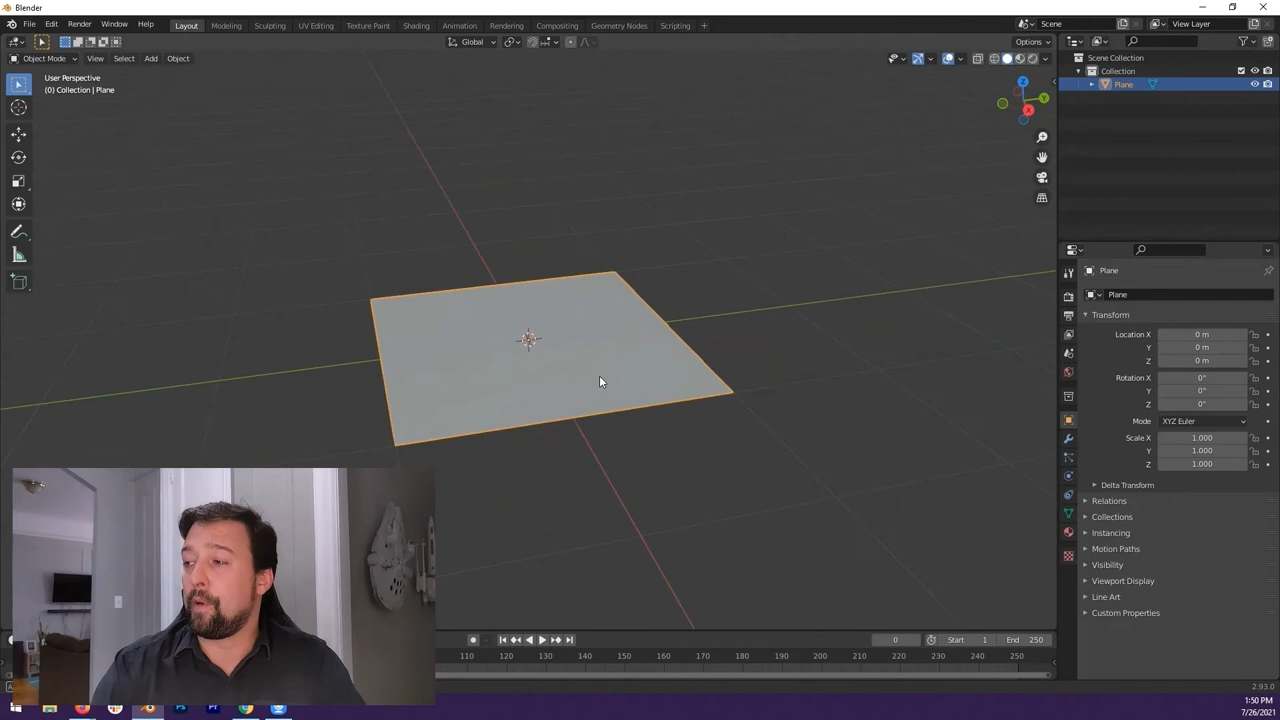 Blender
File Edit Render Window Help Layout Modeling Sculpting UV Editing Texture Paint Shading Animation Rendering Compositing Geometry Nodes Scripting + Scene View Layer
Global Options
Object Mode View Select Add Object
User Perspective
(0) Collection | Plane
Z
Y
X
Scene Collection
Collection
Plane
Plane
Plane
Transform
Location X 0 m
Y 0 m
Z 0 m
Rotation X 0°
Y 0°
Z 0°
Mode XYZ Euler
Scale X 1.000
Y 1.000
Z 1.000
Delta Transform
Relations
Collections
Instancing
Motion Paths
Visibility
Viewport Display
Line Art
Custom Properties
0 Start 1 End 250
110 120 130 140 150 160 170 180 190 200 210 220 230 240 250
2.93.0
Ps Pr
1:50 PM
7/26/2021